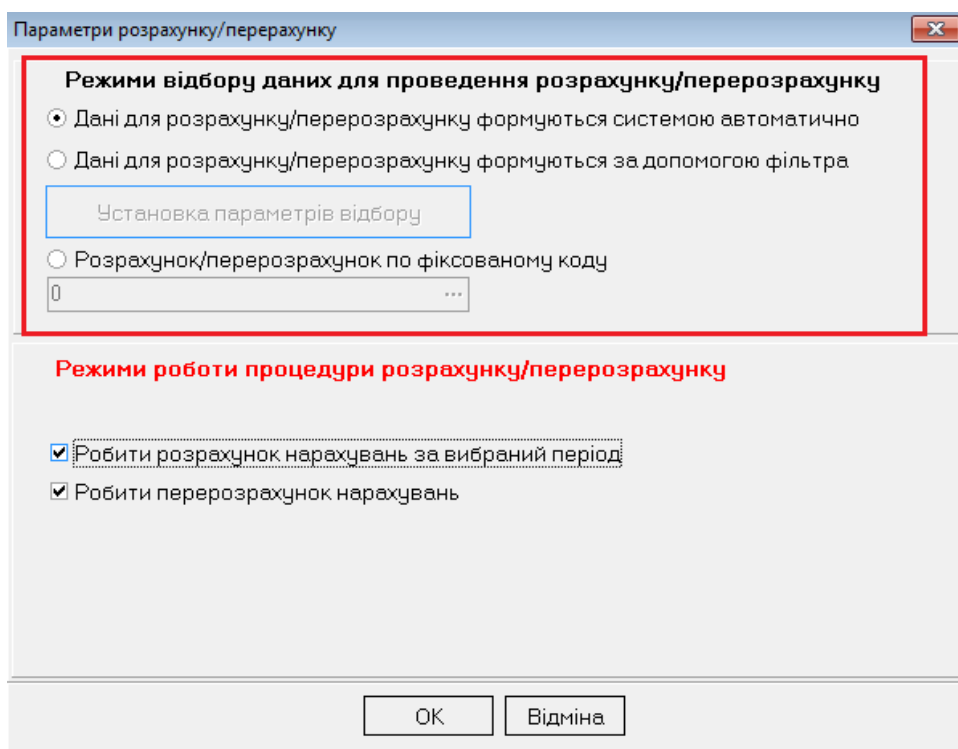 Параметри розрахунку/перерахунку
Режими відбору даних для проведення розрахунку/перерозрахунку
Дані для розрахунку/перерозрахунку формуються системою автоматично
Дані для розрахунку/перерозрахунку формуються за допомогою фільтра
Установка параметрів відбору
Розрахунок/перерозрахунок по фіксованому коду
0 ...
Режими роботи процедури розрахунку/перерозрахунку
Робити розрахунок нарахувань за вибраний період
Робити перерозрахунок нарахувань
OK Відміна